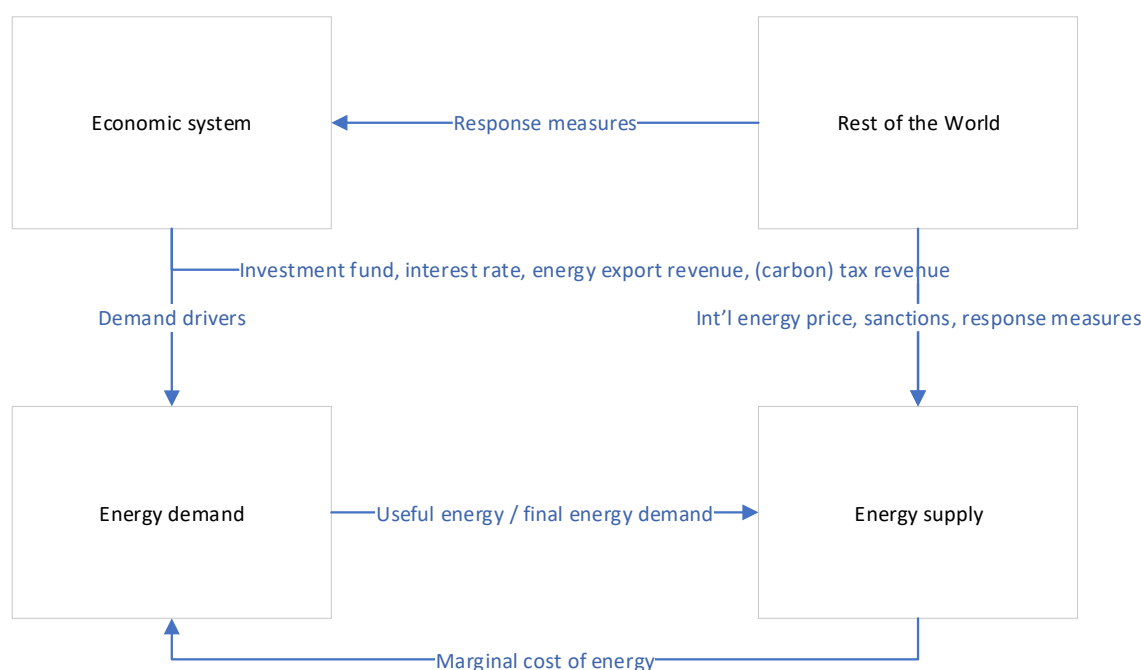 Economic system
Response measures
Rest of the World
Investment fund, interest rate, energy export revenue, (carbon) tax revenue
Demand drivers
Int’l energy price, sanctions, response measures
Energy demand
Useful energy / final energy demand
Energy supply
Marginal cost of energy